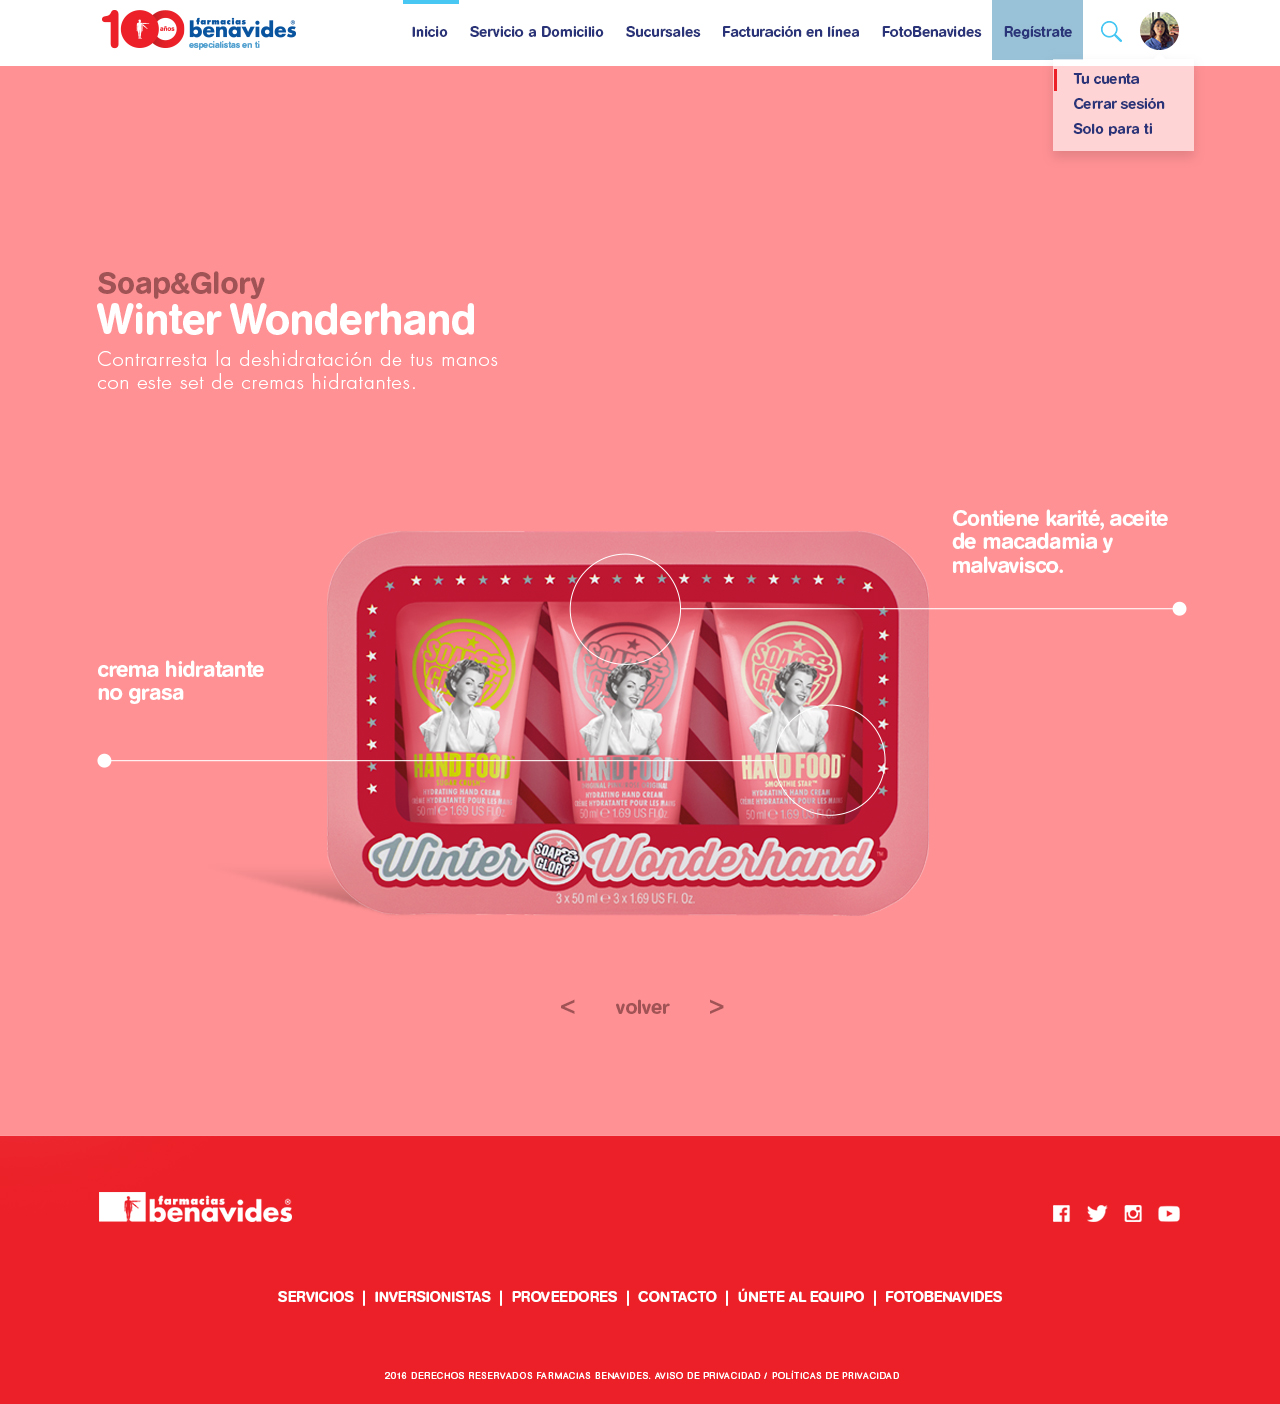 100 años
farmacias
benavides®
especialistas en ti
Inicio
Servicio a Domicilio
Sucursales
Facturación en línea
FotoBenavides
Regístrate
Tu cuenta
Cerrar sesión
Solo para ti
Soap&Glory
Winter Wonderhand
Contrarresta la deshidratación de tus manos
con este set de cremas hidratantes.
Contiene karité, aceite
de macadamia y
malvavisco.
crema hidratante
no grasa
SOAP & GLORY
HAND FOOD
SUGAR CRUSH™
HYDRATING HAND CREAM
CRÈME HYDRATANTE POUR LES MAINS
50 ml ℮ 1.69 US Fl.Oz.
SOAP & GLORY
HAND FOOD
HYDRATING HAND CREAM
CRÈME HYDRATANTE POUR LES MAINS
50 ml ℮ 1.69 US Fl.Oz.
SOAP & GLORY
HAND FOOD™
SMOOTHIE STAR™
HYDRATING HAND CREAM
CRÈME HYDRATANTE POUR LES MAINS
50 ml ℮ 1.69 US Fl.Oz.
Winter SOAP & GLORY Wonderhand™
3 x 50 ml ℮ 3 x 1.69 US Fl. Oz.
< volver >
farmacias
benavides®
SERVICIOS | INVERSIONISTAS | PROVEEDORES | CONTACTO | ÚNETE AL EQUIPO | FOTOBENAVIDES
2016 DERECHOS RESERVADOS FARMACIAS BENAVIDES. AVISO DE PRIVACIDAD / POLÍTICAS DE PRIVACIDAD